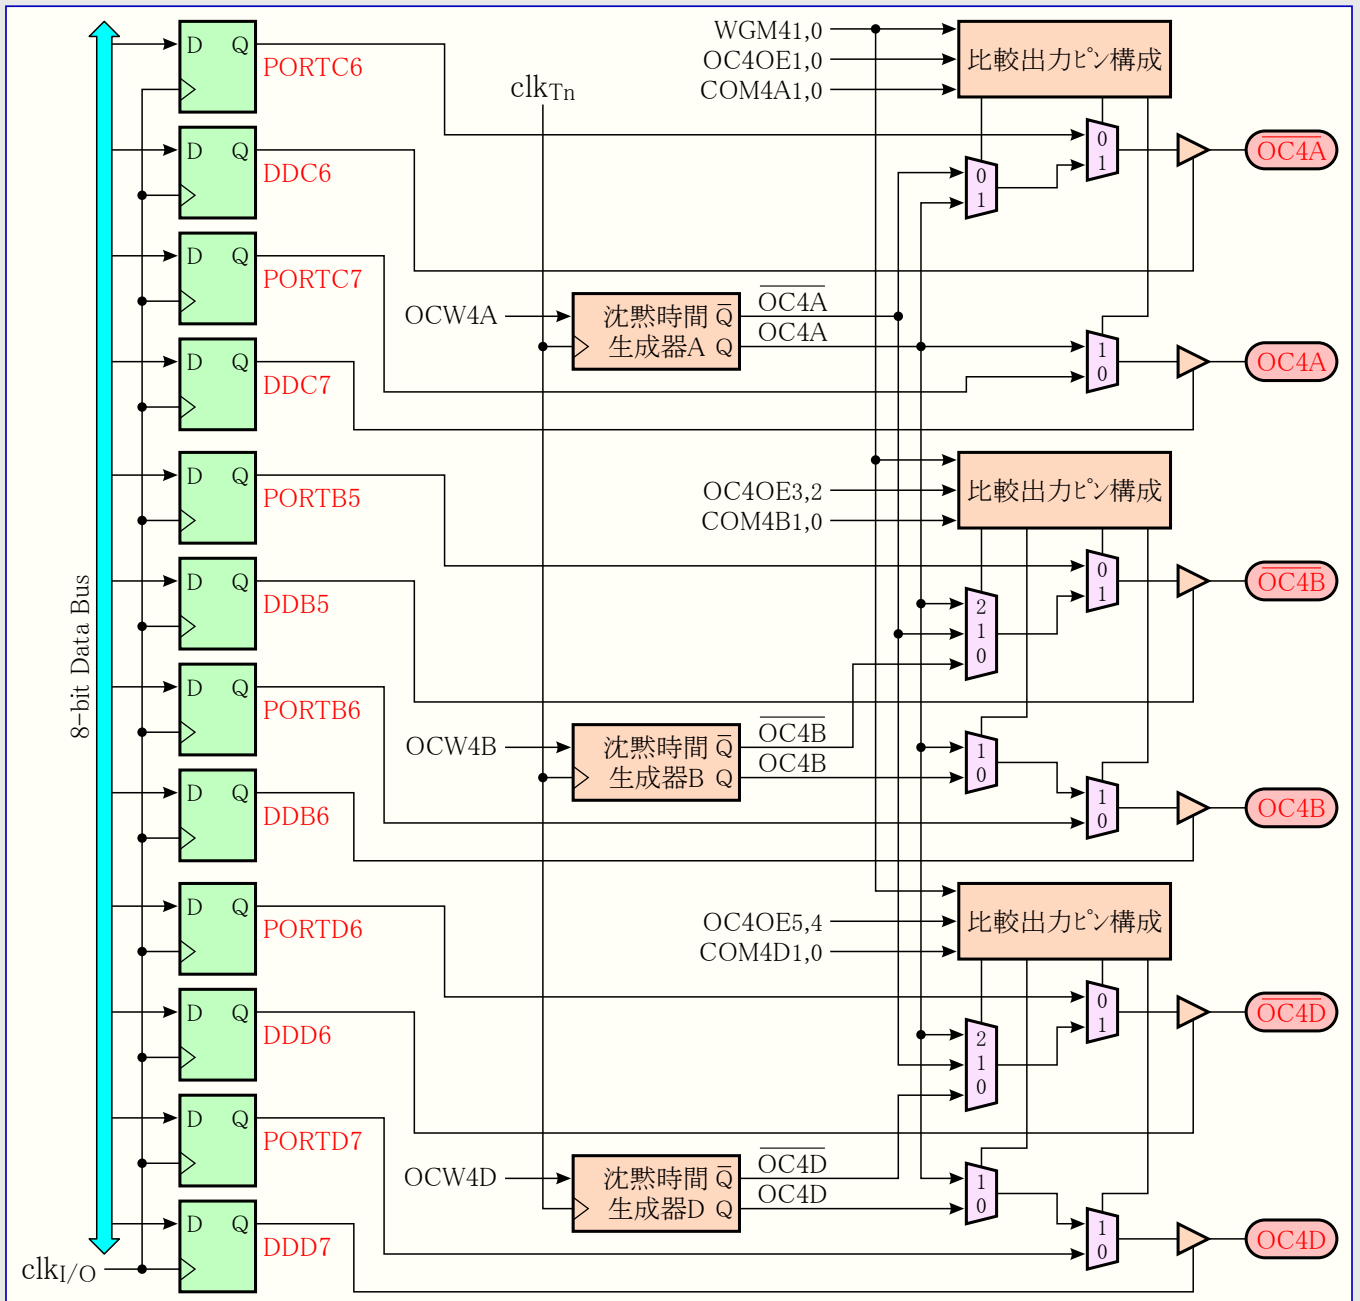 WGM41,0
OC4OE1,0
COM4A1,0
比較出力ピン構成
D Q
PORTC6
clkTn
0
1
0
1
OC4A
D Q
DDC6
D Q
PORTC7
OCW4A
沈黙時間 Q
生成器A Q
OC4A
OC4A
1
0
OC4A
D Q
DDC7
D Q
PORTB5
OC4OE3,2
COM4B1,0
比較出力ピン構成
0
1
OC4B
D Q
DDB5
2
1
0
8-bit Data Bus
D Q
PORTB6
OCW4B
沈黙時間 Q
生成器B Q
OC4B
OC4B
1
0
1
0
OC4B
D Q
DDB6
D Q
PORTD6
OC4OE5,4
COM4D1,0
比較出力ピン構成
0
1
OC4D
D Q
DDD6
2
1
0
D Q
PORTD7
OCW4D
沈黙時間 Q
生成器D Q
OC4D
OC4D
1
0
1
0
OC4D
D Q
DDD7
clkI/O